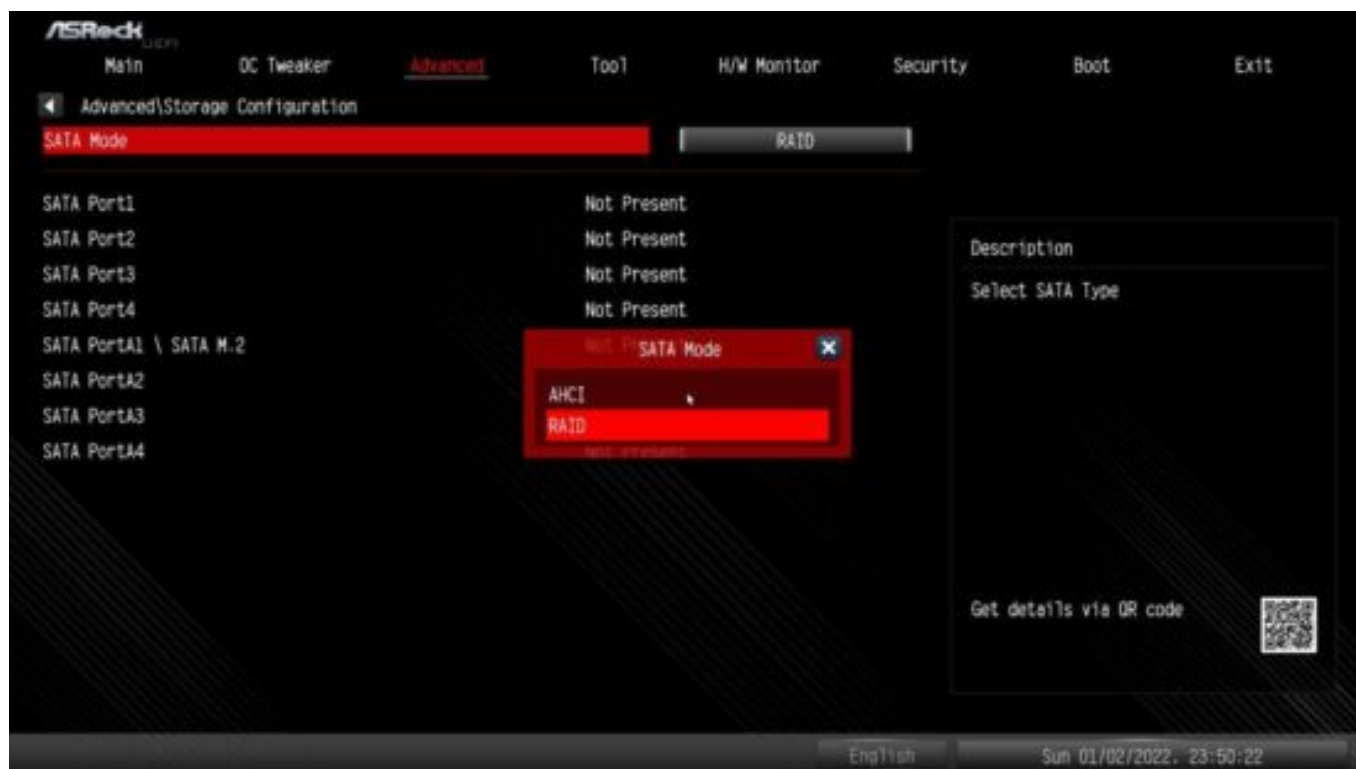 ASRock
UEFI
Main OC Tweaker Advanced Tool H/W Monitor Security Boot Exit
Advanced\Storage Configuration
SATA Mode RAID
SATA Port1 Not Present
SATA Port2 Not Present
SATA Port3 Not Present
SATA Port4 Not Present
SATA PortA1 \ SATA M.2
SATA PortA2
SATA PortA3
SATA PortA4 Not Present
SATA Mode
AHCI
RAID
Description
Select SATA Type
Get details via QR code
English Sun 01/02/2022. 23:50:22